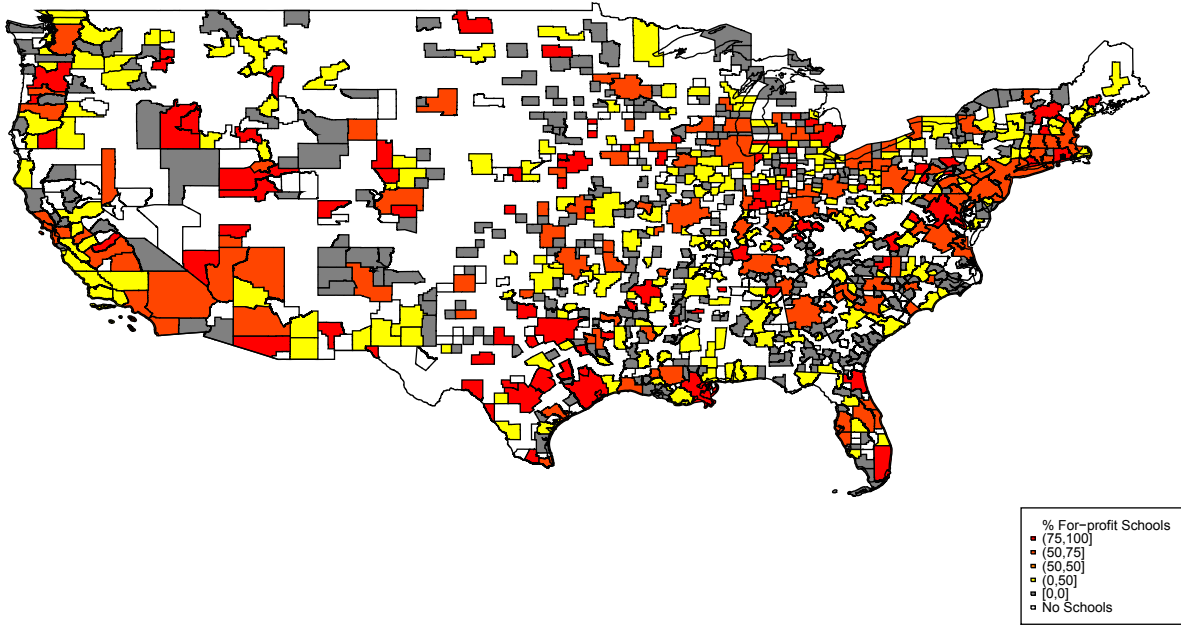 % For−profit Schools
(75,100]
(50,75]
(50,50]
(0,50]
[0,0]
No Schools